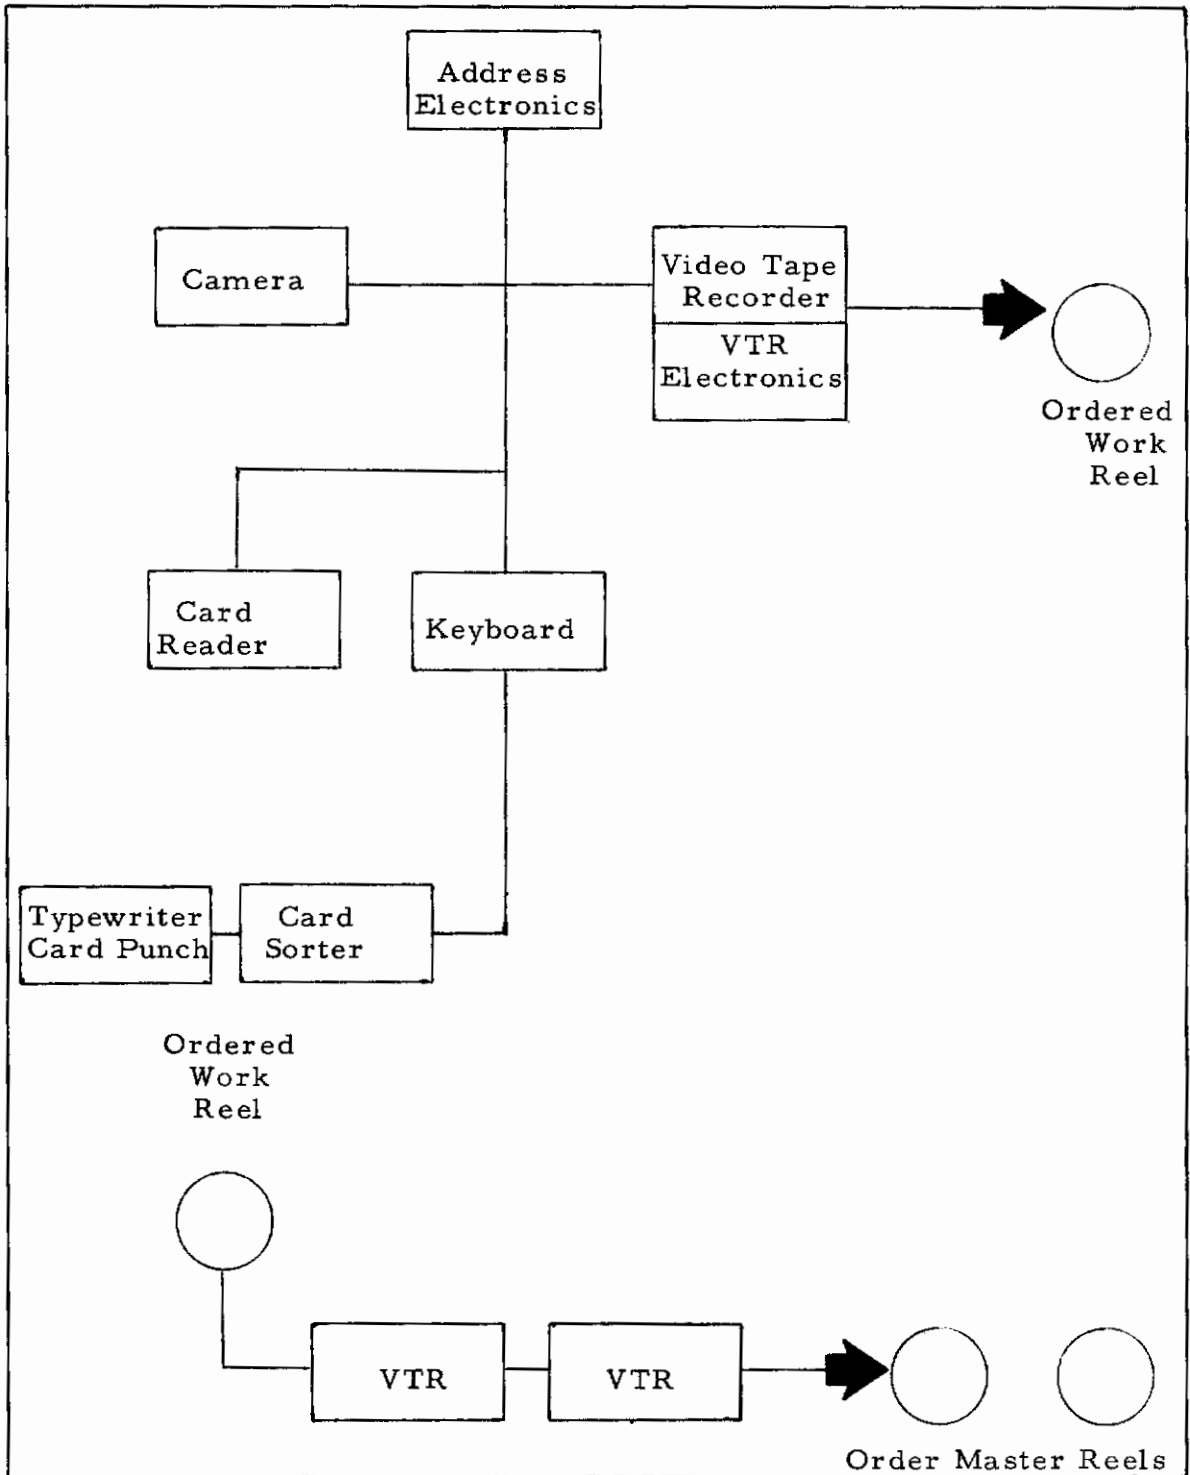 Address
Electronics
Camera
Video Tape
Recorder
VTR
Electronics
Ordered
Work
Reel
Card
Reader
Keyboard
Typewriter
Card Punch
Card
Sorter
Ordered
Work
Reel
VTR
VTR
Order Master Reels